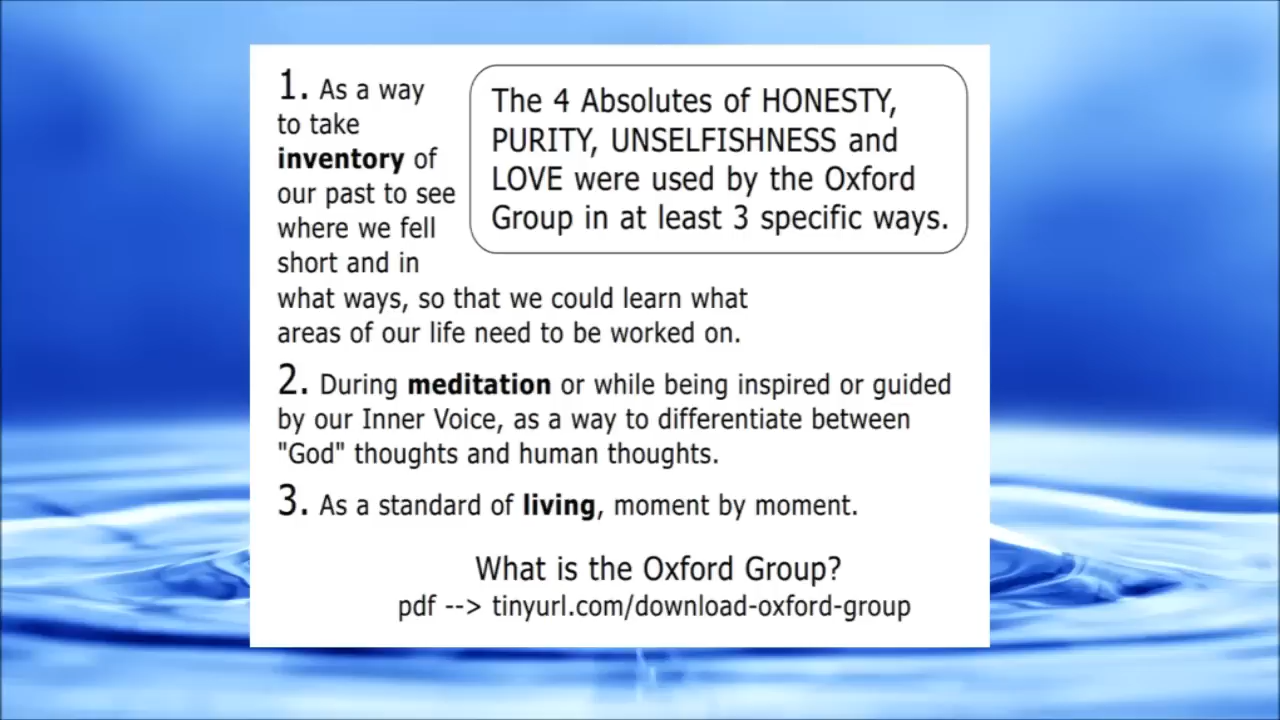 The 4 Absolutes of HONESTY,
PURITY, UNSELFISHNESS and
LOVE were used by the Oxford
Group in at least 3 specific ways.
1. As a way
to take
inventory of
our past to see
where we fell
short and in
what ways, so that we could learn what
areas of our life need to be worked on.
2. During meditation or while being inspired or guided
by our Inner Voice, as a way to differentiate between
"God" thoughts and human thoughts.
3. As a standard of living, moment by moment.
What is the Oxford Group?
pdf --> tinyurl.com/download-oxford-group